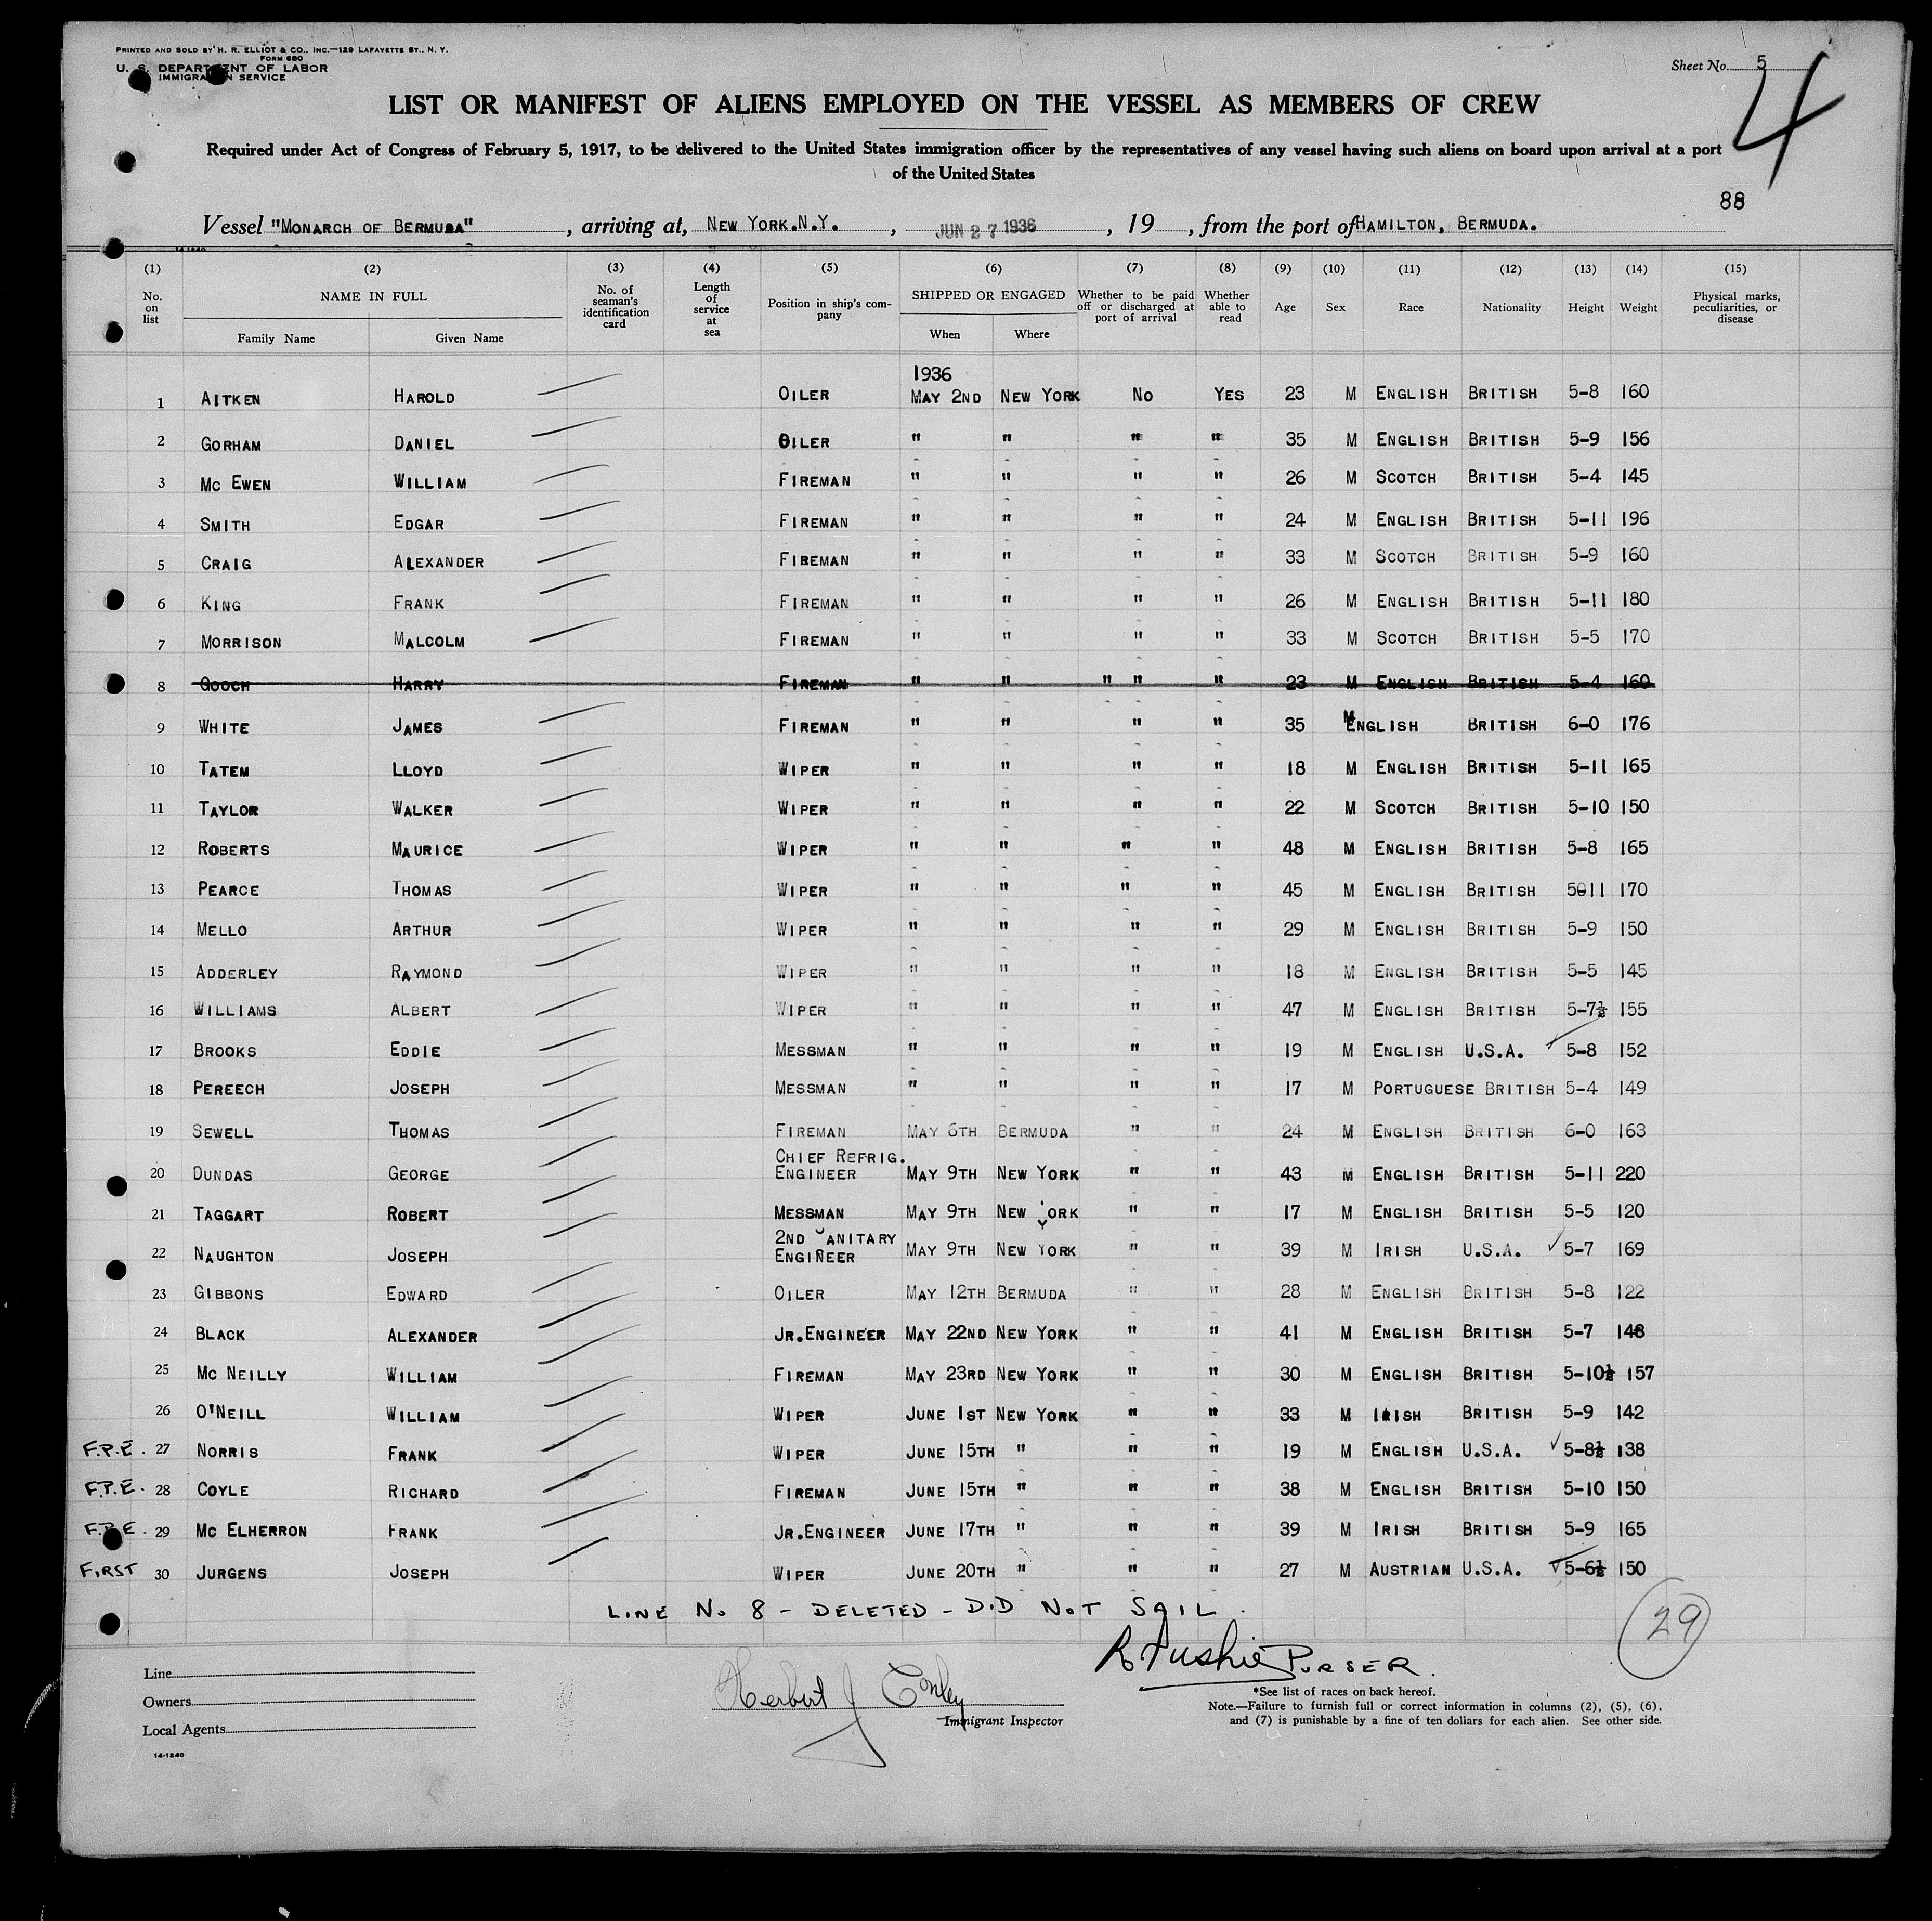 PRINTED AND SOLD BY H. R. ELLIOT & CO., INC.—129 LAFAYETTE ST., N. Y.
FORM 680
U. S. DEPARTMENT OF LABOR
IMMIGRATION SERVICE
Sheet No. 5
4
LIST OR MANIFEST OF ALIENS EMPLOYED ON THE VESSEL AS MEMBERS OF CREW
Required under Act of Congress of February 5, 1917, to be delivered to the United States immigration officer by the representatives of any vessel having such aliens on board upon arrival at a port
of the United States
88
Vessel "MONARCH OF BERMUDA", arriving at, NEW YORK.N.Y., JUN 27 1936, 19 , from the port of HAMILTON, BERMUDA.
14-1840
(1) (2) (3) (4) (5) (6) (7) (8) (9) (10) (11) (12) (13) (14) (15)
No. on list NAME IN FULL Family Name Given Name No. of seaman's identification card Length of service at sea Position in ship's company SHIPPED OR ENGAGED When Where Whether to be paid off or discharged at port of arrival Whether able to read Age Sex Race Nationality Height Weight Physical marks, peculiarities, or disease
1936
1 AITKEN HAROLD OILER MAY 2ND NEW YORK NO YES 23 M ENGLISH BRITISH 5-8 160
2 GORHAM DANIEL OILER " " " " 35 M ENGLISH BRITISH 5-9 156
3 MC EWEN WILLIAM FIREMAN " " " " 26 M SCOTCH BRITISH 5-4 145
4 SMITH EDGAR FIREMAN " " " " 24 M ENGLISH BRITISH 5-11 196
5 CRAIG ALEXANDER FIREMAN " " " " 33 M SCOTCH BRITISH 5-9 160
6 KING FRANK FIREMAN " " " " 26 M ENGLISH BRITISH 5-11 180
7 MORRISON MALCOLM FIREMAN " " " " 33 M SCOTCH BRITISH 5-5 170
8 GOOCH HARRY FIREMAN " " " " " 23 M ENGLISH BRITISH 5-4 160
9 WHITE JAMES FIREMAN " " " " 35 M ENGLISH BRITISH 6-0 176
10 TATEM LLOYD WIPER " " " " 18 M ENGLISH BRITISH 5-11 165
11 TAYLOR WALKER WIPER " " " " 22 M SCOTCH BRITISH 5-10 150
12 ROBERTS MAURICE WIPER " " " " 48 M ENGLISH BRITISH 5-8 165
13 PEARCE THOMAS WIPER " " " " 45 M ENGLISH BRITISH 5011 170
14 MELLO ARTHUR WIPER " " " " 29 M ENGLISH BRITISH 5-9 150
15 ADDERLEY RAYMOND WIPER " " " " 18 M ENGLISH BRITISH 5-5 145
16 WILLIAMS ALBERT WIPER " " " " 47 M ENGLISH BRITISH 5-7½ 155
17 BROOKS EDDIE MESSMAN " " " " 19 M ENGLISH U.S.A. ✓ 5-8 152
18 PEREECH JOSEPH MESSMAN " " " " 17 M PORTUGUESE BRITISH 5-4 149
19 SEWELL THOMAS FIREMAN MAY 6TH BERMUDA " " 24 M ENGLISH BRITISH 6-0 163
20 DUNDAS GEORGE CHIEF REFRIG. ENGINEER MAY 9TH NEW YORK " " 43 M ENGLISH BRITISH 5-11 220
21 TAGGART ROBERT MESSMAN MAY 9TH NEW YORK " " 17 M ENGLISH BRITISH 5-5 120
22 NAUGHTON JOSEPH 2ND SANITARY ENGINEER MAY 9TH NEW YORK " " 39 M IRISH U.S.A. ✓ 5-7 169
23 GIBBONS EDWARD OILER MAY 12TH BERMUDA " " 28 M ENGLISH BRITISH 5-8 122
24 BLACK ALEXANDER JR.ENGINEER MAY 22ND NEW YORK " " 41 M ENGLISH BRITISH 5-7 148
25 MC NEILLY WILLIAM FIREMAN MAY 23RD NEW YORK " " 30 M ENGLISH BRITISH 5-10½ 157
26 O'NEILL WILLIAM WIPER JUNE 1ST NEW YORK " " 33 M IRISH BRITISH 5-9 142
F.P.E. 27 NORRIS FRANK WIPER JUNE 15TH " " " 19 M ENGLISH U.S.A. ✓ 5-8½ 138
F.P.E. 28 COYLE RICHARD FIREMAN JUNE 15TH " " " 38 M ENGLISH BRITISH 5-10 150
F.P.E. 29 MC ELHERRON FRANK JR.ENGINEER JUNE 17TH " " " 39 M IRISH BRITISH 5-9 165
FIRST 30 JURGENS JOSEPH WIPER JUNE 20TH " " " 27 M AUSTRIAN U.S.A. ✓ 5-6½ 150
LINE No 8 - DELETED - DID NOT SAIL.
29
Line
Owners
Local Agents
14-1840
Herbert J Conley
Immigrant Inspector
PURSER.
*See list of races on back hereof.
Note.—Failure to furnish full or correct information in columns (2), (5), (6),
and (7) is punishable by a fine of ten dollars for each alien. See other side.